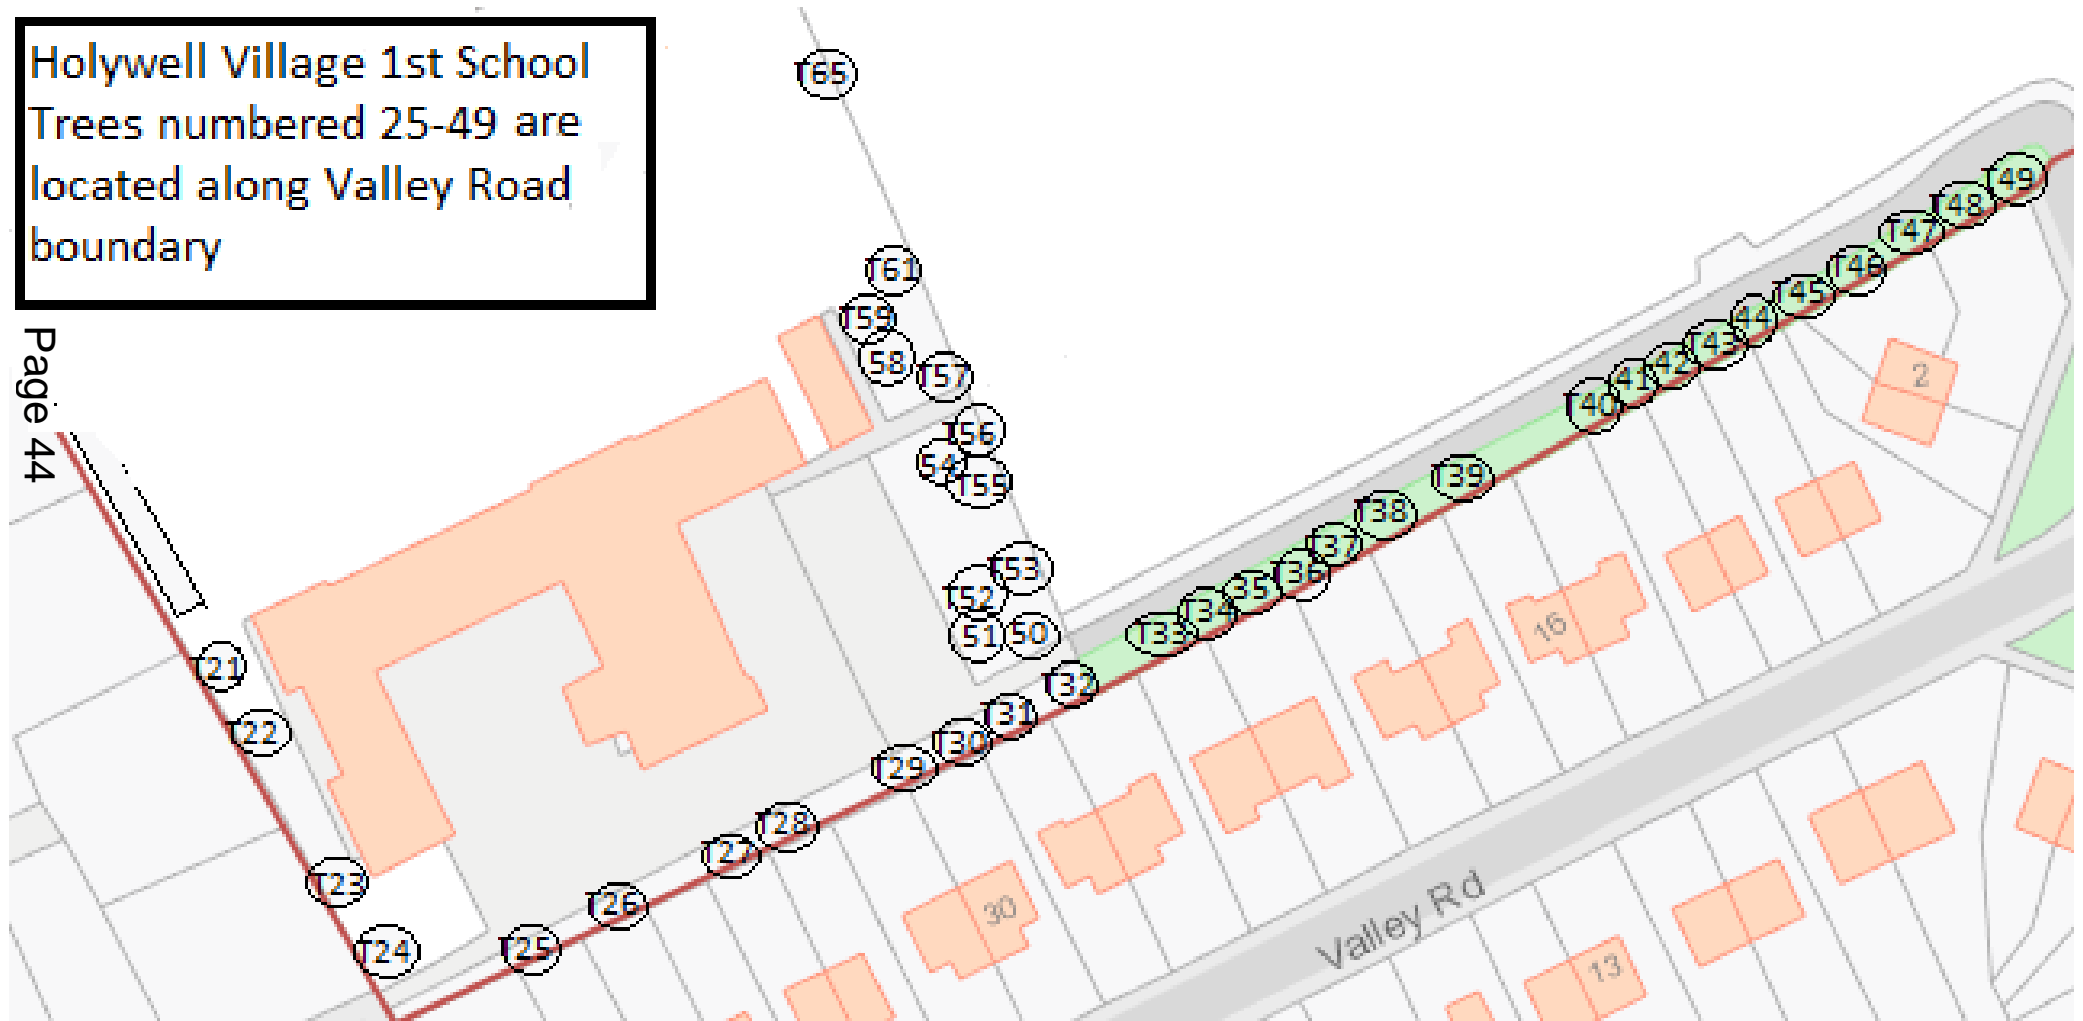 Holywell Village 1st School
Trees numbered 25-49 are
located along Valley Road
boundary
Page 44
T65
T61
T59
58
T57
T56
54
T55
T53
T52
51
50
T49
T48
T47
T46
T45
44
T43
42
41
T40
T39
T38
T37
T36
35
T34
T33
T32
T31
T30
T29
T28
T27
T26
T25
T24
T23
T22
T21
2
16
30
13
Valley Rd